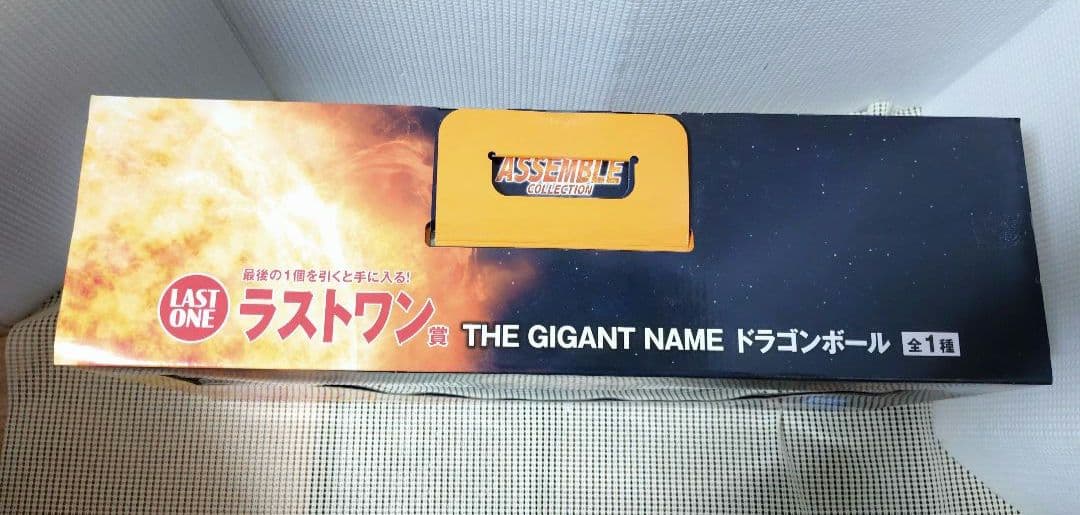 ASSEMBLE
COLLECTION
最後の1個を引くと手に入る!
LAST
ONE
ラストワン賞
THE GIGANT NAME ドラゴンボール 全1種